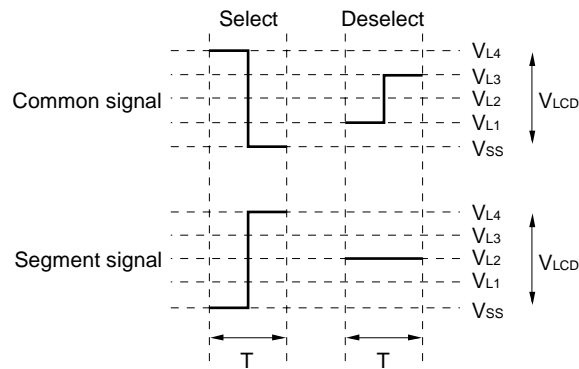 Select Deselect
VL4
VL3
Common signal VL2 VLCD
VL1
VSS
VL4
VL3
Segment signal VL2 VLCD
VL1
VSS
T T